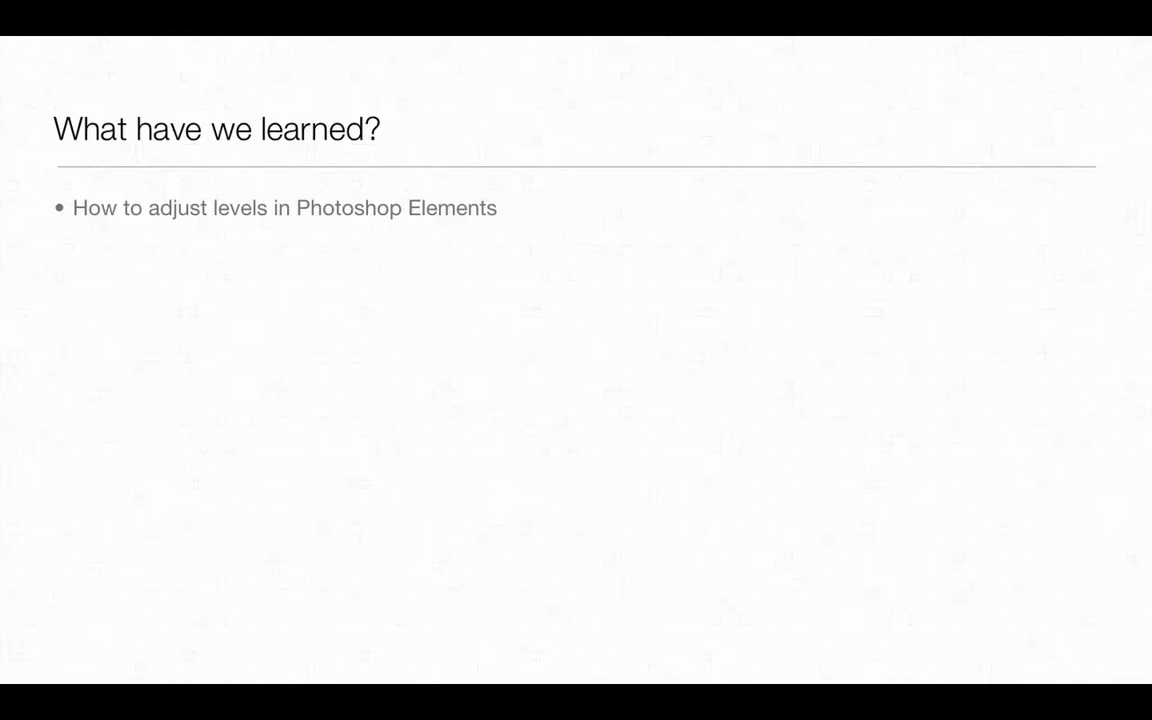 What have we learned?
• How to adjust levels in Photoshop Elements